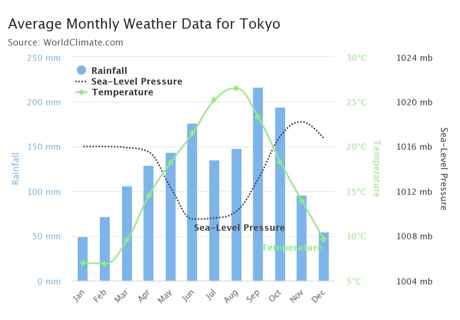 Average Monthly Weather Data for Tokyo
Source: WorldClimate.com
250 mm
30°C
1024 mb
Rainfall
Sea-Level Pressure
Temperature
200 mm
25°C
1020 mb
150 mm
20°C
1016 mb
Rainfall
Temperature
Sea-Level Pressure
100 mm
15°C
1012 mb
Sea-Level Pressure
50 mm
10°C
1008 mb
Temperature
0 mm
5°C
1004 mb
Jan
Feb
Mar
Apr
May
Jun
Jul
Aug
Sep
Oct
Nov
Dec